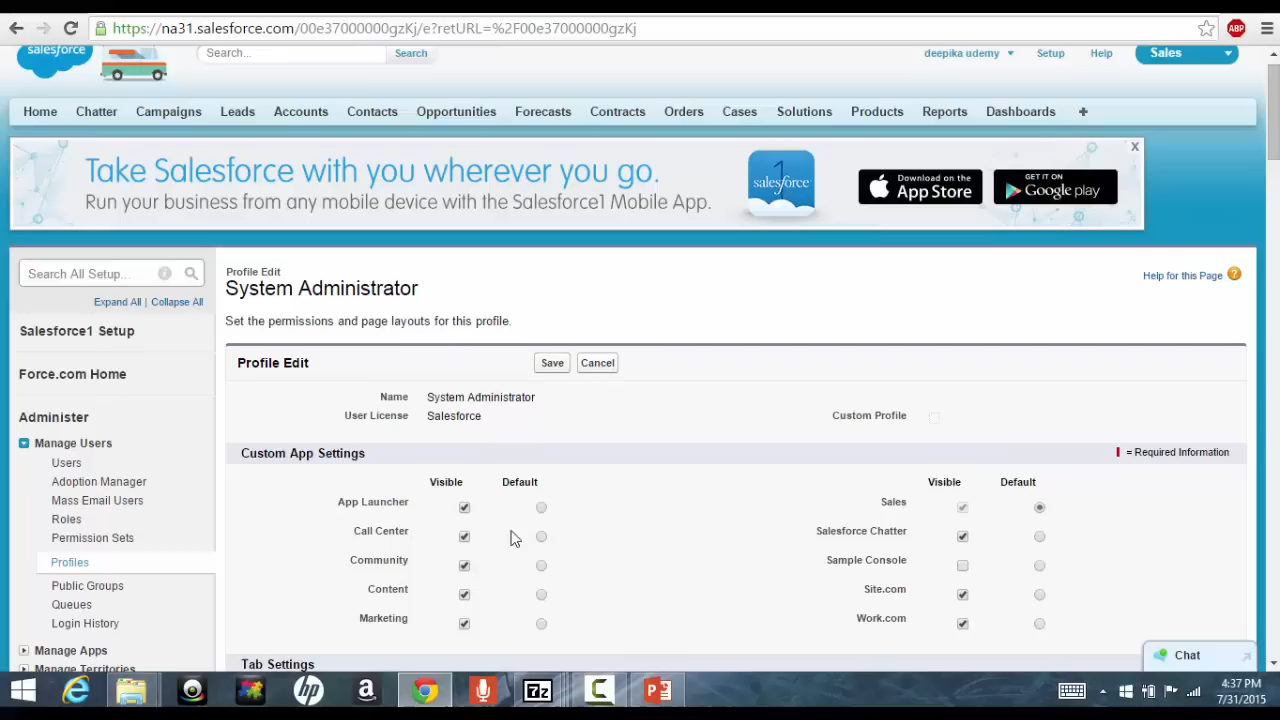 https://na31.salesforce.com/00e37000000gzKj/e?retURL=%2F00e37000000gzKj
ABP
salesforce
Search...
Search
deepika udemy
Setup
Help
Sales
Home Chatter Campaigns Leads Accounts Contacts Opportunities Forecasts Contracts Orders Cases Solutions Products Reports Dashboards +
Take Salesforce with you wherever you go.
Run your business from any mobile device with the Salesforce1 Mobile App.
1
salesforce
Download on the
App Store
GET IT ON
Google play
X
Search All Setup...
Expand All | Collapse All
Salesforce1 Setup
Force.com Home
Administer
Manage Users
Users
Adoption Manager
Mass Email Users
Roles
Permission Sets
Profiles
Public Groups
Queues
Login History
Manage Apps
Manage Territories
Profile Edit
System Administrator
Help for this Page ?
Set the permissions and page layouts for this profile.
Profile Edit Save Cancel
Name System Administrator
User License Salesforce Custom Profile
Custom App Settings = Required Information
Visible Default Visible Default
App Launcher Sales
Call Center Salesforce Chatter
Community Sample Console
Content Site.com
Marketing Work.com
Tab Settings
Chat
hp
a
7z
4:37 PM
7/31/2015